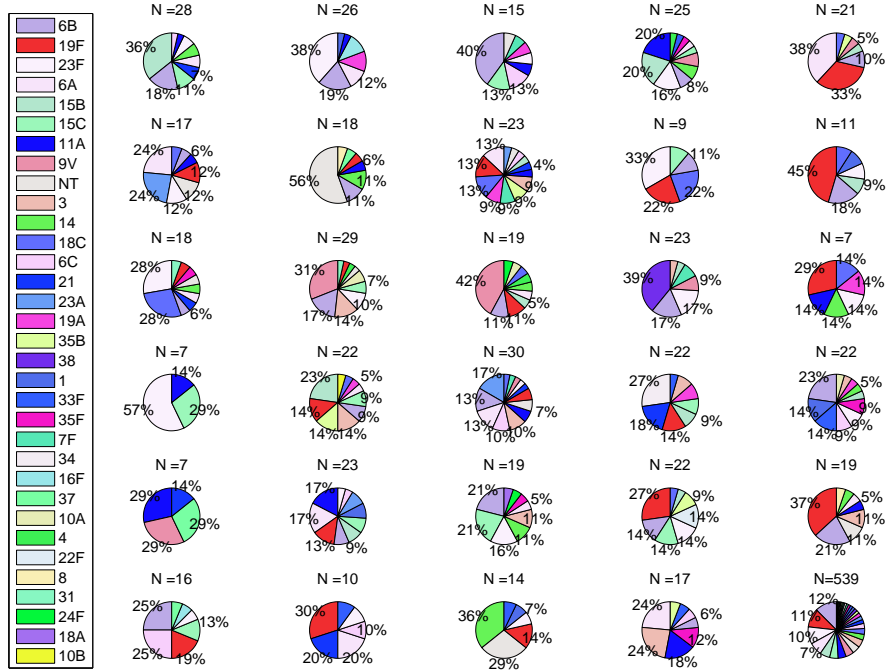 6B
19F
23F
6A
15B
15C
11A
9V
NT
3
14
18C
6C
21
23A
19A
35B
38
1
33F
35F
7F
34
16F
37
10A
4
22F
8
31
24F
18A
10B
N =28
36%
18%
11%
7%
N =26
38%
19%
12%
N =15
40%
13%
13%
N =25
20%
20%
16%
8%
N =21
38%
33%
10%
5%
N =17
24%
24%
12%
12%
12%
6%
N =18
56%
11%
11%
6%
N =23
13%
13%
13%
9%
9%
9%
9%
4%
N =9
33%
22%
22%
11%
N =11
45%
18%
9%
N =18
28%
28%
6%
N =29
31%
17%
14%
10%
7%
N =19
42%
11%
11%
5%
N =23
39%
17%
17%
9%
N =7
29%
14%
14%
14%
14%
14%
N =7
57%
29%
14%
N =22
23%
14%
14%
14%
9%
9%
5%
N =30
17%
13%
13%
10%
10%
7%
N =22
27%
18%
14%
9%
N =22
23%
14%
14%
9%
9%
9%
5%
N =7
29%
29%
29%
14%
N =23
17%
17%
13%
9%
N =19
21%
21%
16%
11%
11%
5%
N =22
27%
14%
14%
14%
14%
9%
N =19
37%
21%
11%
11%
5%
N =16
25%
25%
19%
13%
N =10
30%
20%
20%
10%
N =14
36%
29%
14%
7%
N =17
24%
24%
18%
12%
6%
N=539
12%
11%
10%
7%